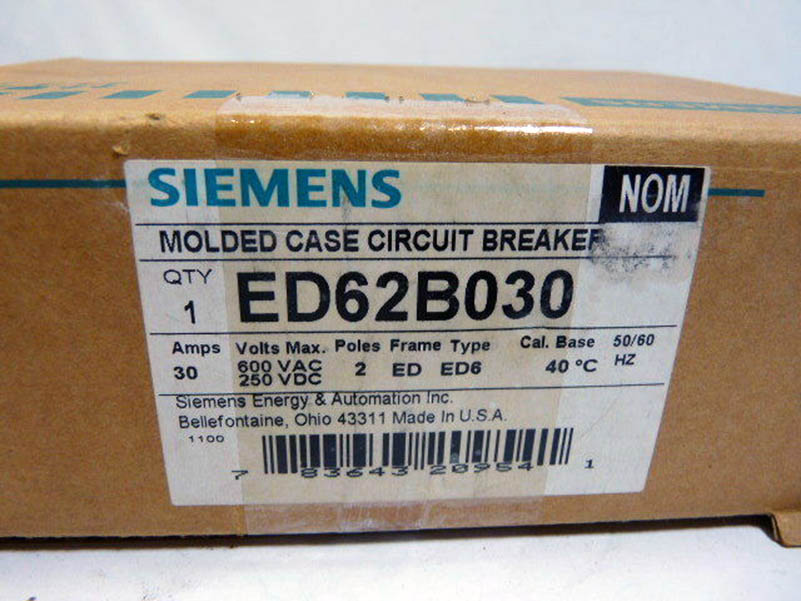 SIEMENS
NOM
MOLDED CASE CIRCUIT BREAKER
QTY
1
ED62B030
Amps Volts Max. Poles Frame Type Cal. Base 50/60
30 600 VAC 2 ED ED6 40 °C HZ
250 VDC
Siemens Energy & Automation Inc.
Bellefontaine, Ohio 43311 Made In U.S.A.
1100
7 83643 20954 1